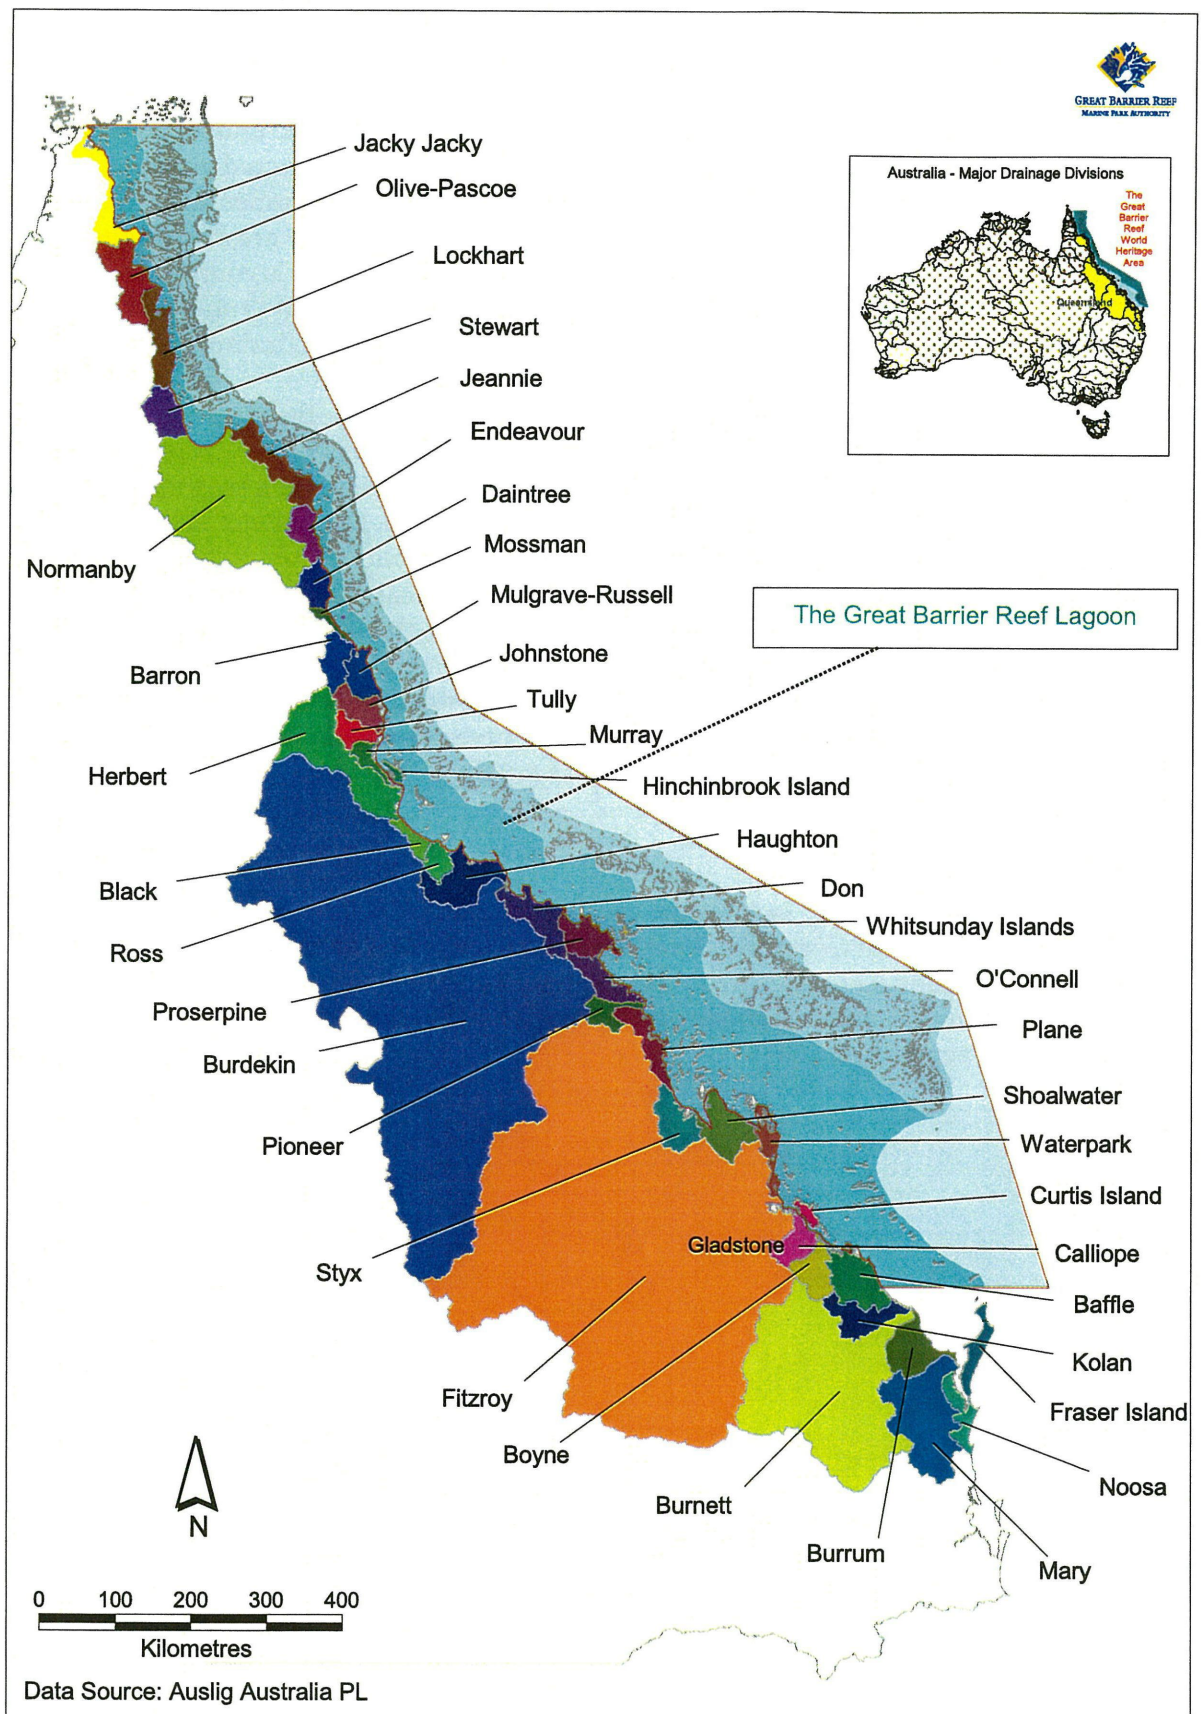 GREAT BARRIER REEF
MARINE PARK AUTHORITY
Australia - Major Drainage Divisions
The
Great
Barrier
Reef
World
Heritage
Area
Queensland
Jacky Jacky
Olive-Pascoe
Lockhart
Stewart
Jeannie
Endeavour
Daintree
Mossman
Normanby
Mulgrave-Russell
The Great Barrier Reef Lagoon
Johnstone
Barron
Tully
Murray
Herbert
Hinchinbrook Island
Haughton
Black
Don
Whitsunday Islands
Ross
O'Connell
Proserpine
Plane
Burdekin
Shoalwater
Pioneer
Waterpark
Curtis Island
Gladstone
Calliope
Styx
Baffle
Kolan
Fitzroy
Fraser Island
Boyne
Noosa
Burnett
Burrum
Mary
N
0 100 200 300 400
Kilometres
Data Source: Auslig Australia PL